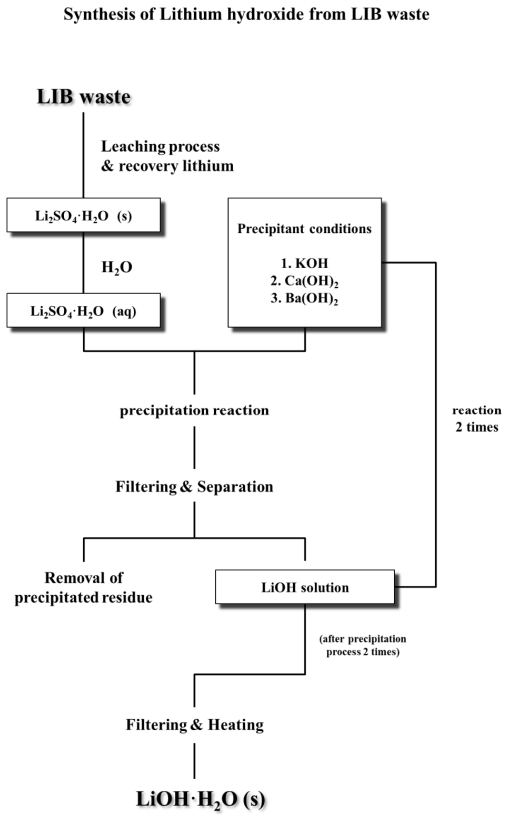 Synthesis of Lithium hydroxide from LIB waste
LIB waste
Leaching process
& recovery lithium
Li₂SO₄·H₂O (s)
H₂O
Li₂SO₄·H₂O (aq)
Precipitant conditions
1. KOH
2. Ca(OH)₂
3. Ba(OH)₂
precipitation reaction
reaction
2 times
Filtering & Separation
Removal of
precipitated residue
LiOH solution
(after precipitation
process 2 times)
Filtering & Heating
LiOH·H₂O (s)